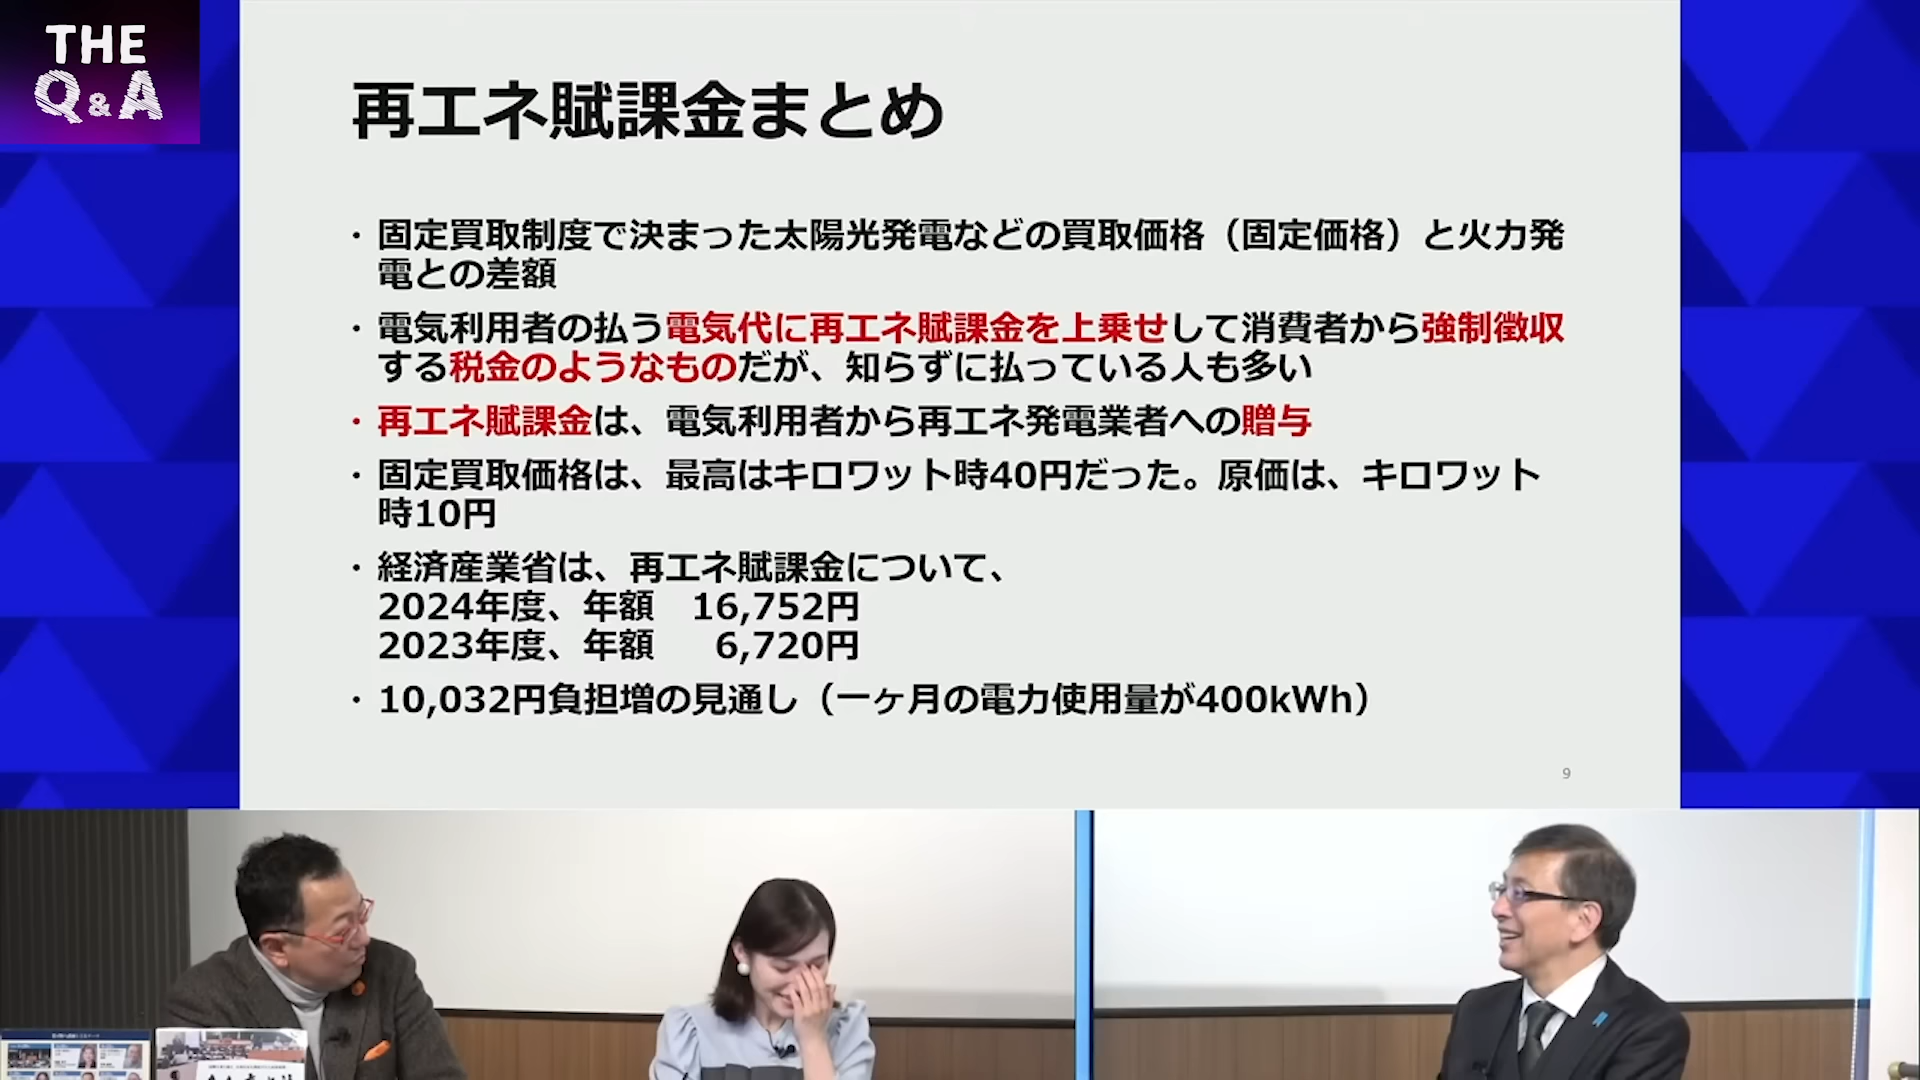 THE
Q&A
再エネ賦課金まとめ
・固定買取制度で決まった太陽光発電などの買取価格（固定価格）と火力発
電との差額
・電気利用者の払う電気代に再エネ賦課金を上乗せして消費者から強制徴収
する税金のようなものだが、知らずに払っている人も多い
・再エネ賦課金は、電気利用者から再エネ発電業者への贈与
・固定買取価格は、最高はキロワット時40円だった。原価は、キロワット
時10円
・経済産業省は、再エネ賦課金について、
2024年度、年額　16,752円
2023年度、年額　6,720円
・10,032円負担増の見通し（一ヶ月の電力使用量が400kWh）
9